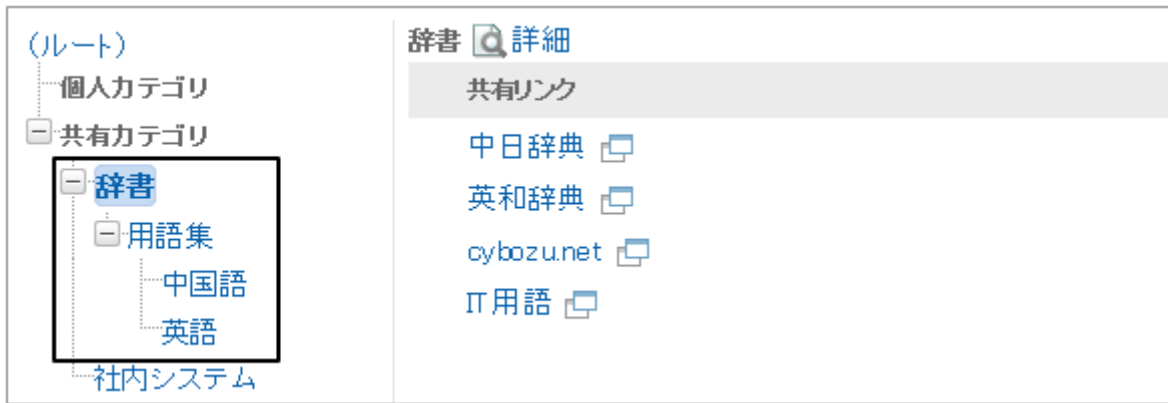 (ルート)
個人カテゴリ
共有カテゴリ
辞書
用語集
中国語
英語
社内システム
辞書 詳細
共有リンク
中日辞典
英和辞典
cybozu.net
IT用語